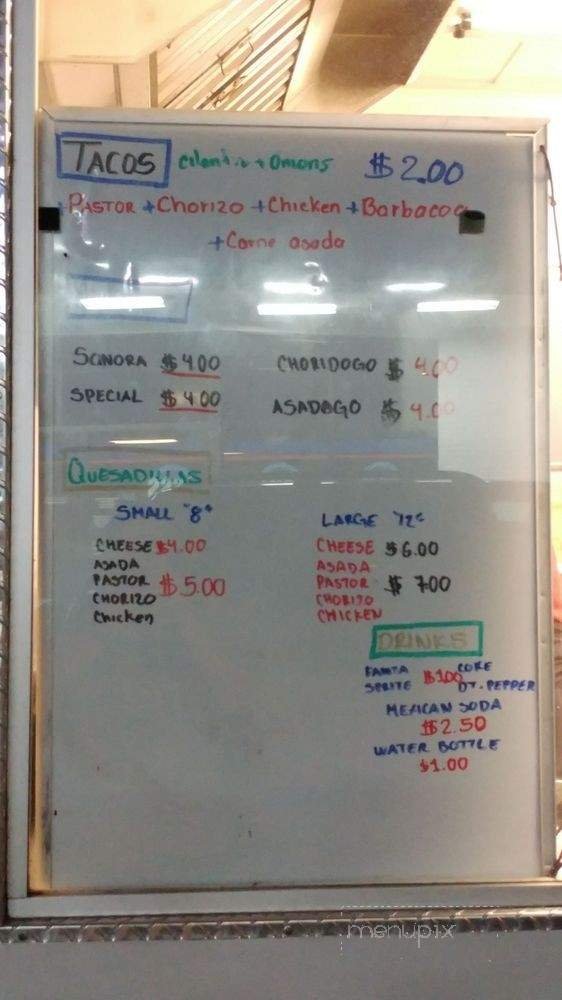 TACOS cilantro + onions $2.00
+PASTOR +Chorizo +Chicken +Barbacoa
+Carne asada
SONORA $4.00 CHORIDOGO $4.00
SPECIAL $4.00 ASADOGO $4.00
QUESADILLAS
SMALL "8" LARGE "12"
CHEESE $4.00 CHEESE $6.00
ASADA ASADA
PASTOR $5.00 PASTOR $7.00
CHORIZO CHORIZO
Chicken CHICKEN
DRINKS
FANTA $1.00 COKE
SPRITE DT. PEPPER
MEXICAN SODA
$2.50
WATER BOTTLE
$1.00
menupix